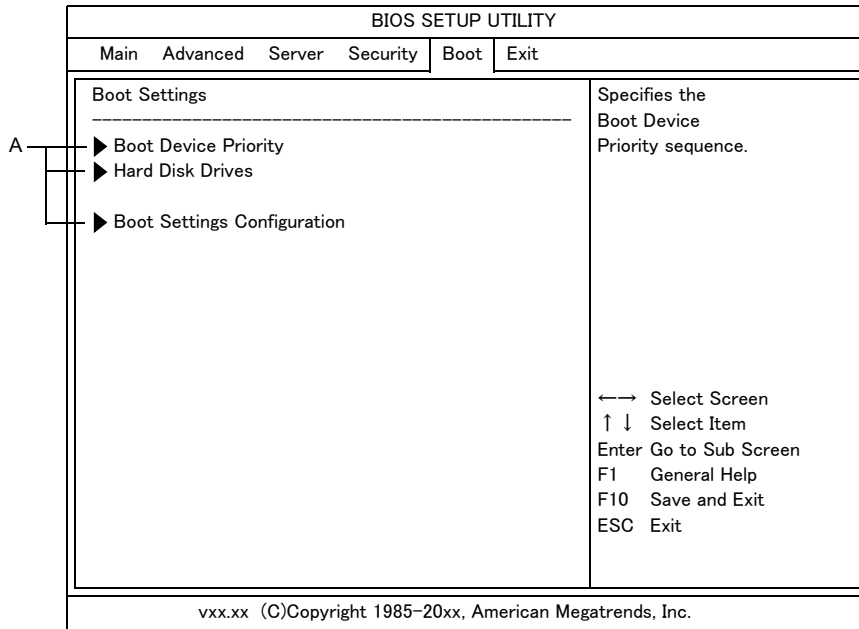 BIOS SETUP UTILITY
Main Advanced Server Security Boot Exit
Boot Settings
------------------------------------------------
A
▶ Boot Device Priority
▶ Hard Disk Drives
▶ Boot Settings Configuration
Specifies the
Boot Device
Priority sequence.
←→ Select Screen
↑↓ Select Item
Enter Go to Sub Screen
F1 General Help
F10 Save and Exit
ESC Exit
vxx.xx (C)Copyright 1985-20xx, American Megatrends, Inc.